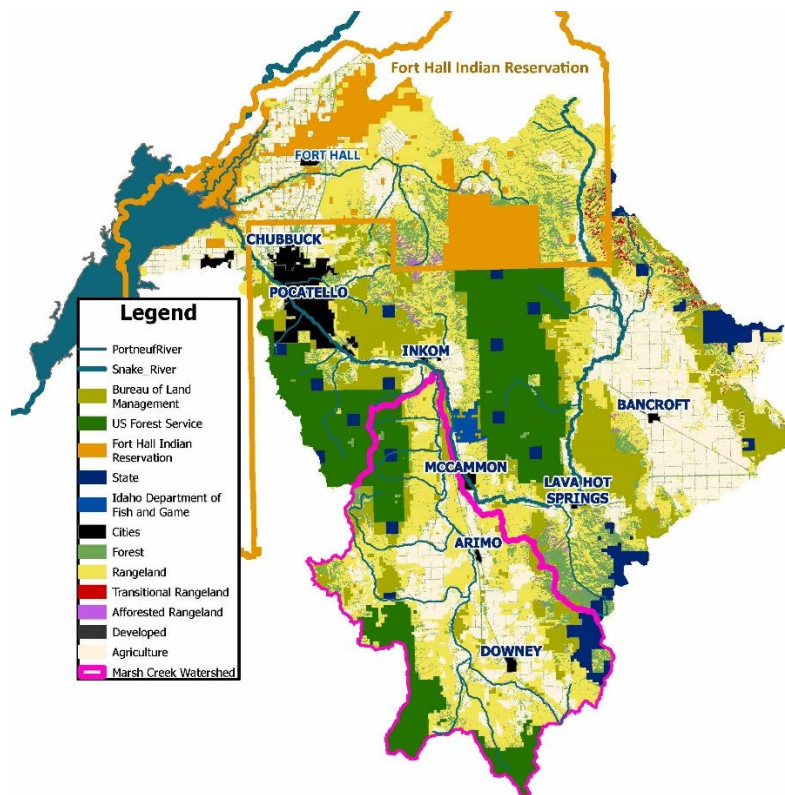 Fort Hall Indian Reservation
FORT HALL
CHUBBUCK
POCATELLO
INKOM
BANCROFT
MCCAMMON
LAVA HOT
SPRINGS
ARIMO
DOWNEY
Legend
PortneufRiver
Snake_River
Bureau of Land
Management
US Forest Service
Fort Hall Indian
Reservation
State
Idaho Department of
Fish and Game
Cities
Forest
Rangeland
Transitional Rangeland
Afforested Rangeland
Developed
Agriculture
Marsh Creek Watershed